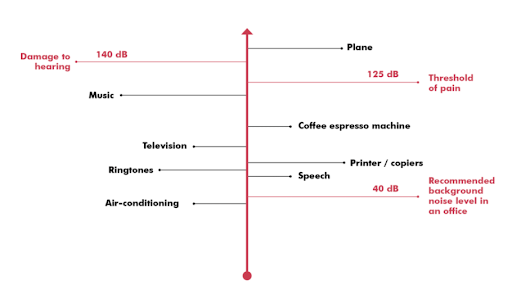 Plane
140 dB
Damage to
hearing
125 dB
Threshold
of pain
Music
Coffee espresso machine
Television
Printer / copiers
Ringtones
Speech
40 dB
Recommended
background
noise level in
an office
Air-conditioning